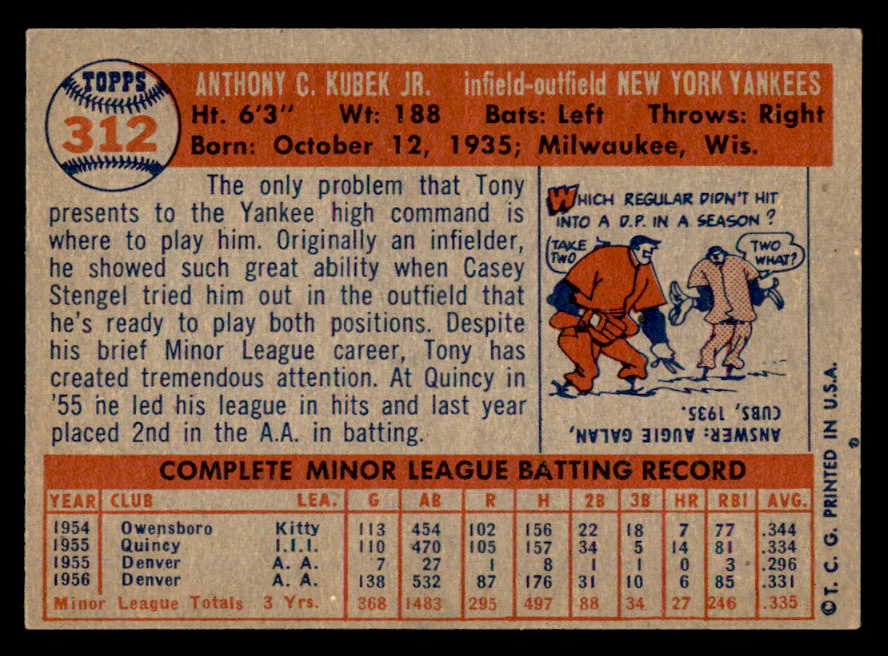 TOPPS
312
ANTHONY C. KUBEK JR. infield-outfield NEW YORK YANKEES
Ht. 6'3" Wt: 188 Bats: Left Throws: Right
Born: October 12, 1935; Milwaukee, Wis.
The only problem that Tony
presents to the Yankee high command is
where to play him. Originally an infielder,
he showed such great ability when Casey
Stengel tried him out in the outfield that
he's ready to play both positions. Despite
his brief Minor League career, Tony has
created tremendous attention. At Quincy in
'55 he led his league in hits and last year
placed 2nd in the A.A. in batting.
WHICH REGULAR DIDN'T HIT
INTO A D.P. IN A SEASON?
TAKE
TWO
TWO
WHAT?
ANSWER: AUGIE GALAN,
CUBS, 1935.
COMPLETE MINOR LEAGUE BATTING RECORD
YEAR CLUB LEA. G AB R H 2B 3B HR RBI AVG.
1954 Owensboro Kitty 113 454 102 156 22 18 7 77 .344
1955 Quincy I.I.I. 110 470 105 157 34 5 14 81 .334
1955 Denver A. A. 7 27 1 8 1 1 0 3 .296
1956 Denver A. A. 138 532 87 176 31 10 6 85 .331
Minor League Totals 3 Yrs. 368 1483 295 497 88 34 27 246 .335
©T. C. G. PRINTED IN U.S.A.